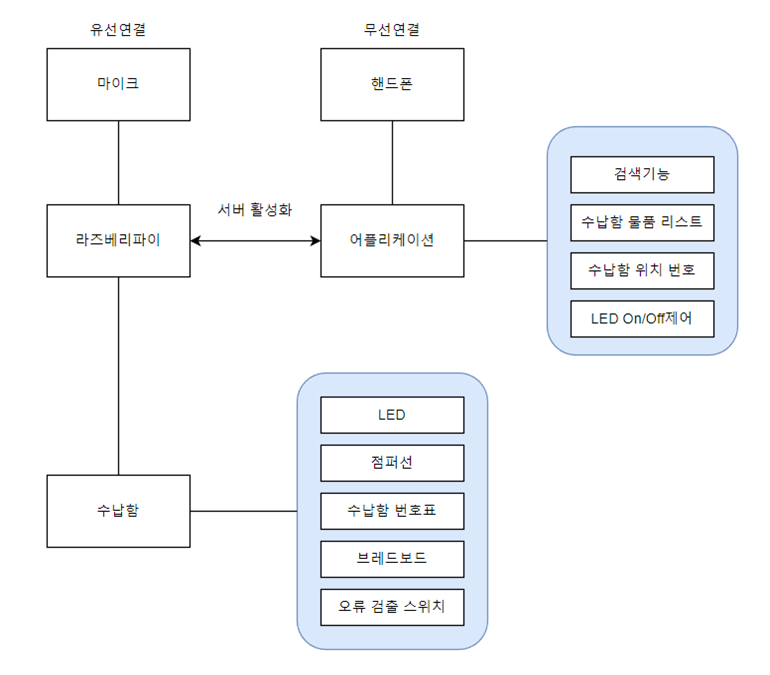 유선연결
무선연결
마이크
핸드폰
라즈베리파이
서버 활성화
어플리케이션
검색기능
수납함 물품 리스트
수납함 위치 번호
LED On/Off제어
수납함
LED
점퍼선
수납함 번호표
브레드보드
오류 검출 스위치